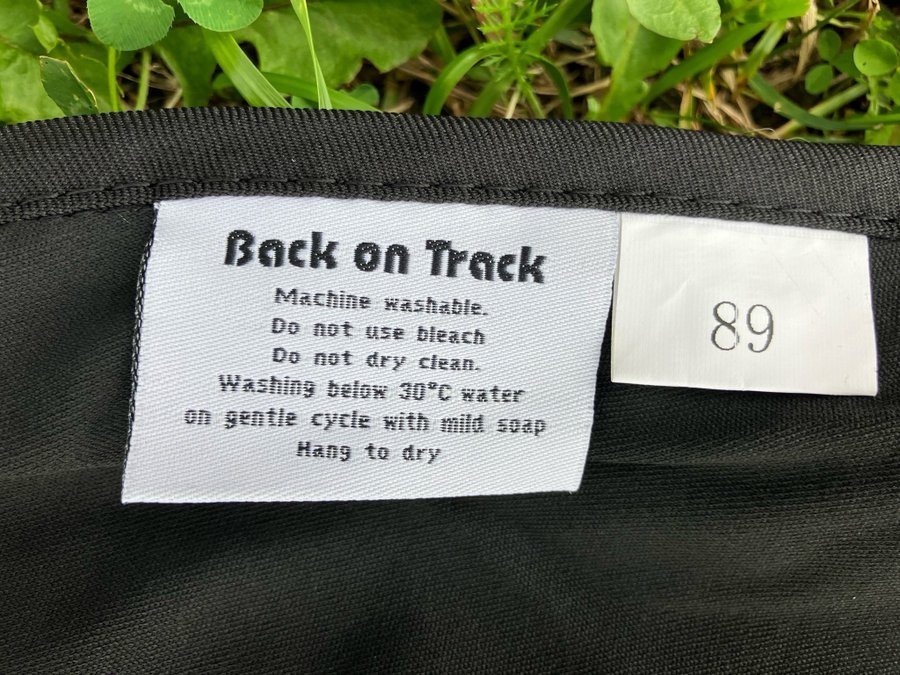 Back on Track
Machine washable.
Do not use bleach
Do not dry clean.
Washing below 30°C water
on gentle cycle with mild soap
Hang to dry
89